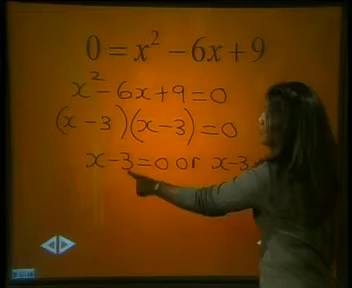 0 = x² − 6x + 9
x² − 6x + 9 = 0
(x − 3)(x − 3) = 0
x − 3 = 0 or x − 3